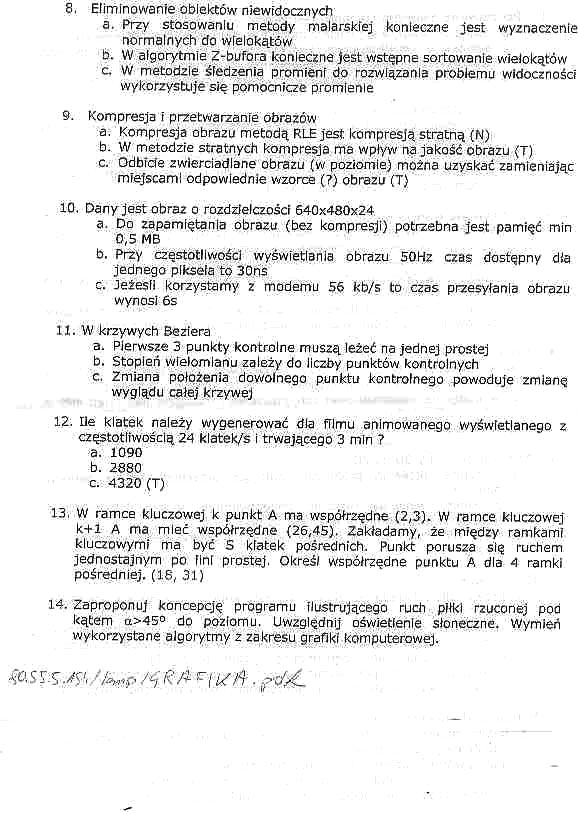 8. Eliminowanie obiektów niewidocznych
a. Przy stosowaniu metody malarskiej konieczne jest wyznaczenie
normalnych do wielokątów
b. W algorytmie Z-bufora konieczne jest wstępne sortowanie wielokątów
c. W metodzie śledzenia promieni do rozwiązania problemu widoczności
wykorzystuje się pomocnicze promienie
9. Kompresja i przetwarzanie obrazów
a. Kompresja obrazu metodą RLE jest kompresją stratną (N)
b. W metodzie stratnych kompresja ma wpływ na jakość obrazu (T)
c. Odbicie zwierciadlane obrazu (w poziomie) można uzyskać zamieniając
miejscami odpowiednie wzorce (?) obrazu (T)
10. Dany jest obraz o rozdzielczości 640x480x24
a. Do zapamiętania obrazu (bez kompresji) potrzebna jest pamięć min
0,5 MB
b. Przy częstotliwości wyświetlania obrazu 50Hz czas dostępny dla
jednego piksela to 30ns
c. Jeżesli korzystamy z modemu 56 kb/s to czas przesyłania obrazu
wynosi 6s
11. W krzywych Beziera
a. Pierwsze 3 punkty kontrolne muszą leżeć na jednej prostej
b. Stopień wielomianu zależy do liczby punktów kontrolnych
c. Zmiana położenia dowolnego punktu kontrolnego powoduje zmianę
wyglądu całej krzywej
12. Ile klatek należy wygenerować dla filmu animowanego wyświetlanego z
częstotliwością 24 klatek/s i trwającego 3 min ?
a. 1090
b. 2880
c. 4320 (T)
13. W ramce kluczowej k punkt A ma współrzędne (2,3). W ramce kluczowej
k+1 A ma mieć współrzędne (26,45). Zakładamy, że między ramkami
kluczowymi ma być 5 klatek pośrednich. Punkt porusza się ruchem
jednostajnym po lini prostej. Określ współrzędne punktu A dla 4 ramki
pośredniej. (18, 31)
14. Zaproponuj koncepcję programu ilustrującego ruch piłki rzuconej pod
kątem α>45º do poziomu. Uwzględnij oświetlenie słoneczne. Wymień
wykorzystane algorytmy z zakresu grafiki komputerowej.
/GRAFIKA.